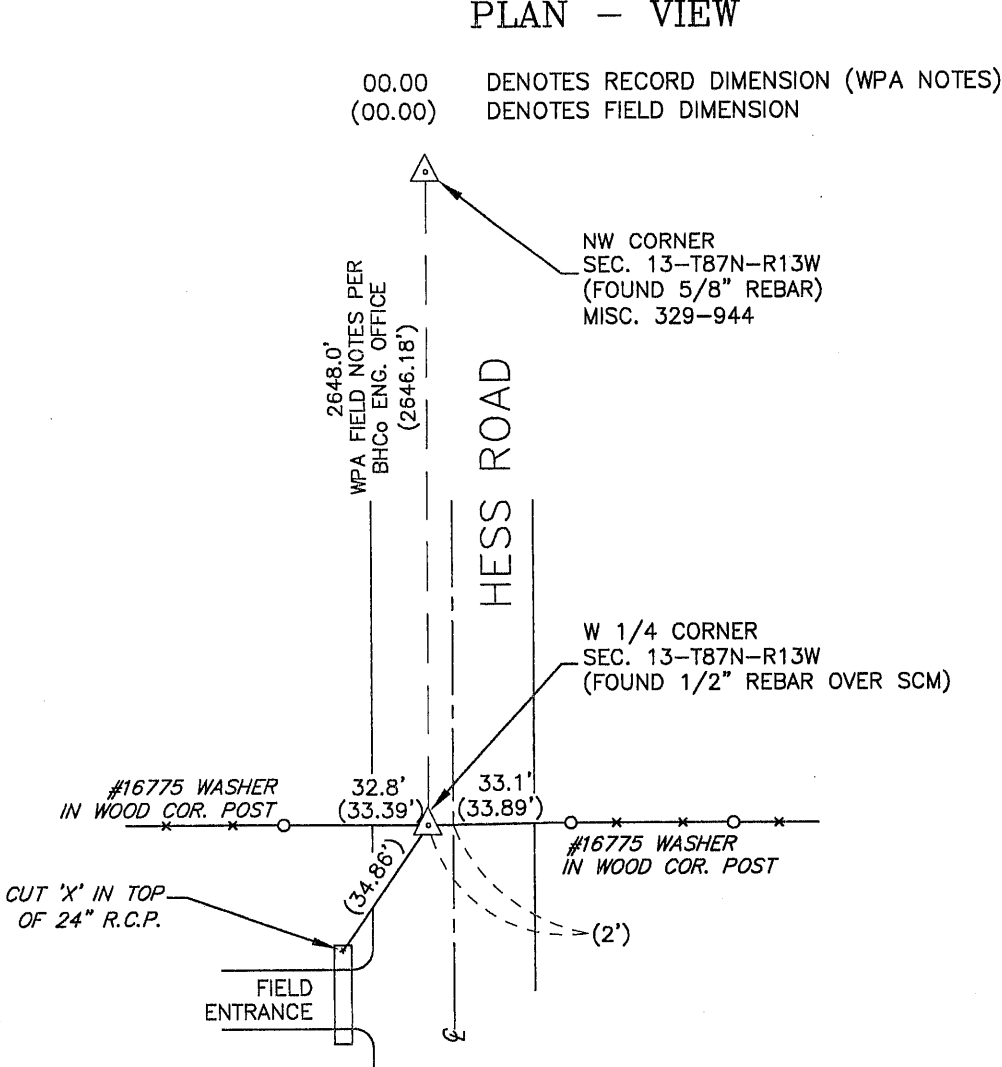 PLAN – VIEW
00.00 DENOTES RECORD DIMENSION (WPA NOTES)
(00.00) DENOTES FIELD DIMENSION
NW CORNER
SEC. 13–T87N–R13W
(FOUND 5/8" REBAR)
MISC. 329–944
2648.0'
WPA FIELD NOTES PER
BHCo ENG. OFFICE
(2646.18')
HESS ROAD
W 1/4 CORNER
SEC. 13–T87N–R13W
(FOUND 1/2" REBAR OVER SCM)
#16775 WASHER
IN WOOD COR. POST
32.8'
(33.39')
33.1'
(33.89')
#16775 WASHER
IN WOOD COR. POST
(34.86')
CUT 'X' IN TOP
OF 24" R.C.P.
(2')
FIELD
ENTRANCE
℄